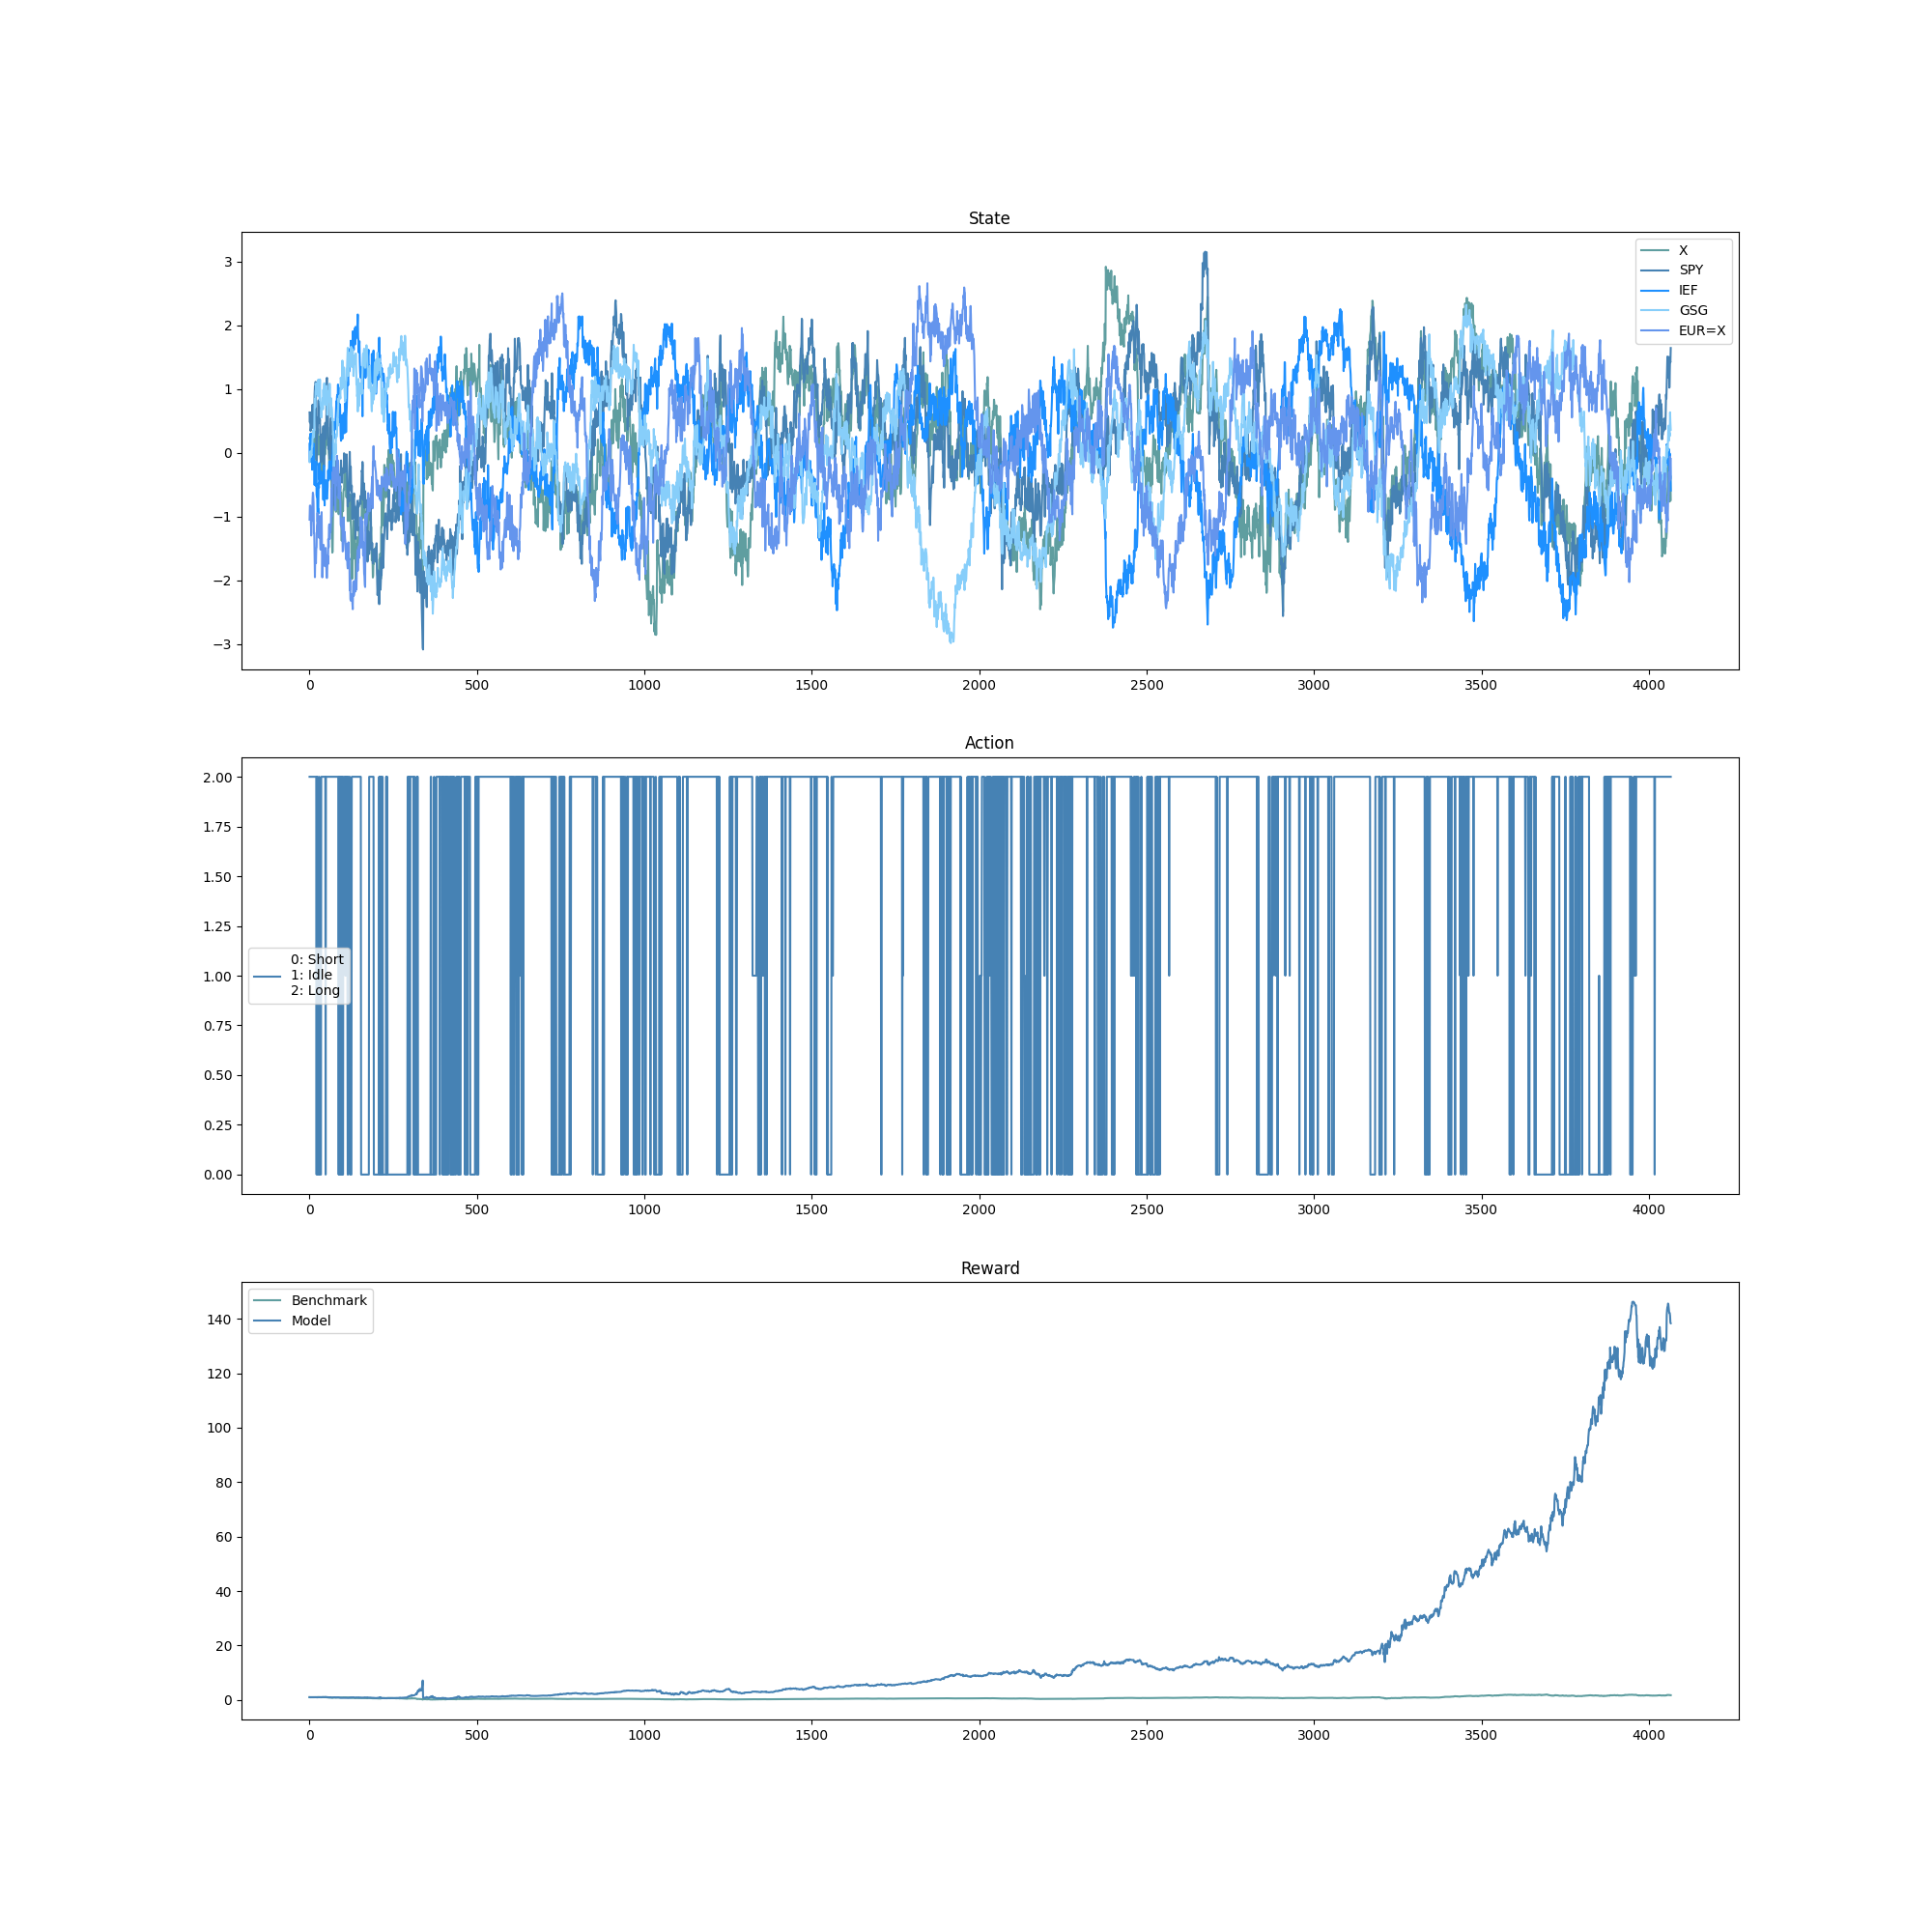 State
3
2
1
0
−1
−2
−3
X
SPY
IEF
GSG
EUR=X
0 500 1000 1500 2000 2500 3000 3500 4000
Action
2.00
1.75
1.50
1.25
1.00
0.75
0.50
0.25
0.00
0: Short
1: Idle
2: Long
0 500 1000 1500 2000 2500 3000 3500 4000
Reward
140
120
100
80
60
40
20
0
Benchmark
Model
0 500 1000 1500 2000 2500 3000 3500 4000